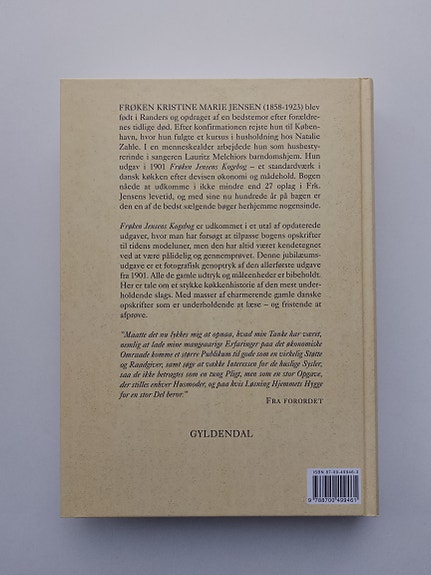 FRØKEN KRISTINE MARIE JENSEN (1858-1923) blev
født i Randers og opdraget af en bedstemor efter forældre-
nes tidlige død. Efter konfirmationen rejste hun til Køben-
havn, hvor hun fulgte et kursus i husholdning hos Natalie
Zahle. I en menneskealder arbejdede hun som husbesty-
rerinde i sangeren Lauritz Melchiors barndomshjem. Hun
udgav i 1901 Frøken Jensens Kogebog – et standardværk i
dansk køkken efter devisen økonomi og mådehold. Bogen
nåede at udkomme i ikke mindre end 27 oplag i Frk.
Jensens levetid, og med sine nu hundrede år på bagen er
den en af de bedst sælgende bøger herhjemme nogensinde.
Frøken Jensens Kogebog er udkommet i et utal af opdaterede
udgaver, hvor man har forsøgt at tilpasse bogens opskrifter
til tidens modeluner, men den har altid været kendetegnet
ved at være pålidelig og gennemprøvet. Denne jubilæums-
udgave er et fotografisk genoptryk af den allerførste udgave
fra 1901. Alle de gamle udtryk og måleenheder er bibeholdt.
Her er tale om et stykke køkkenhistorie af den mest under-
holdende slags. Med masser af charmerende gamle danske
opskrifter som er underholdende at læse – og fristende at
afprøve.
"Maatte det nu lykkes mig at opnaa, hvad min Tanke har været,
nemlig at lade mine mangeaarige Erfaringer paa det økonomiske
Omraade komme et større Publikum til gode som en virkelig Støtte
og Raadgiver, samt søge at vække Interessen for de huslige Sysler,
saa de ikke betragtes som en tvog Pligt, men som en stor Opgave,
der stilles enhver Husmoder, og paa hvis Løsning Hjemmets Hygge
for en stor Del beror."
FRA FORORDET
GYLDENDAL
ISBN 87-00-49946-3
9 788700 499461